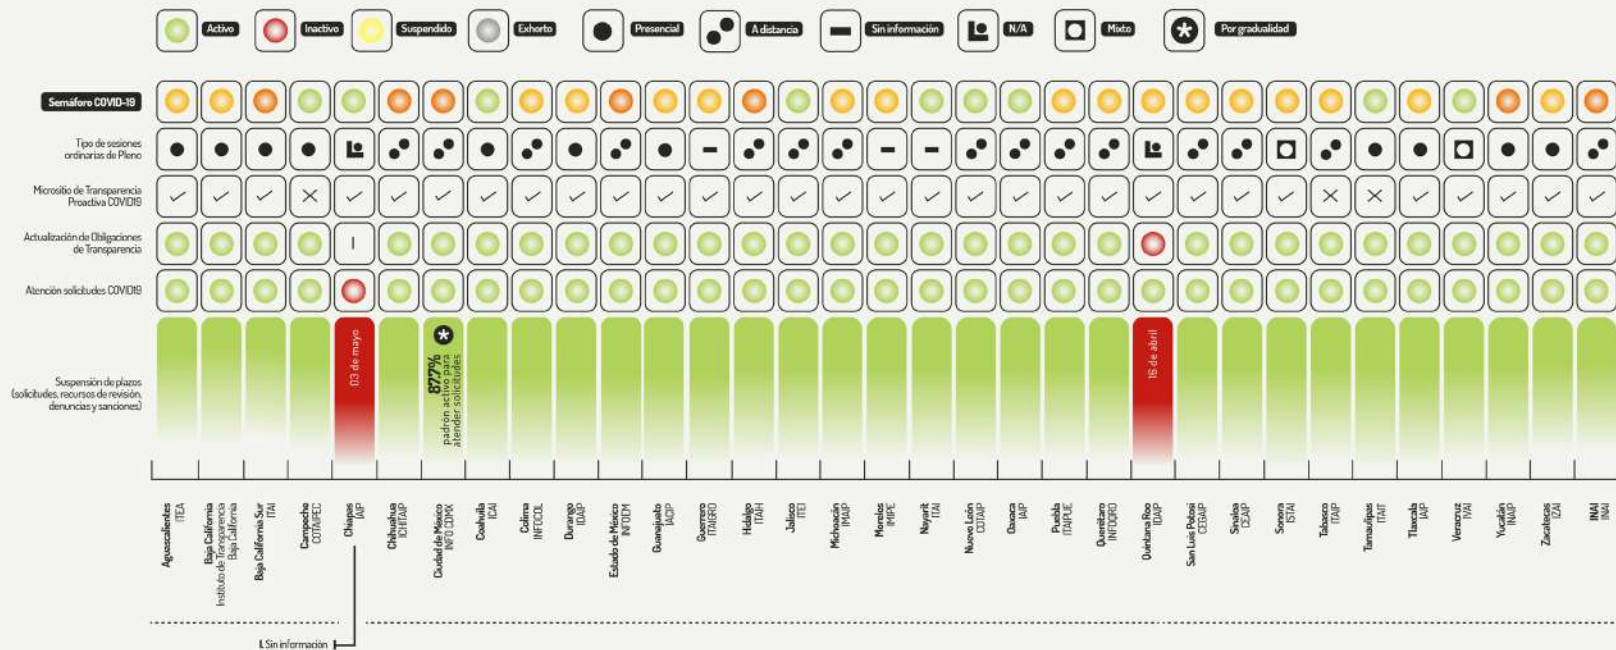 Activo
Inactivo
Suspendido
Exhorto
Presencial
A distancia
Sin información
N/A
Mixto
Por gradualidad
Semáforo COVID-19
Tipo de sesiones
ordinarias de Pleno
Micrositio de Transparencia
Proactiva COVID19
Actualización de Obligaciones
de Transparencia
I
Atención solicitudes COVID19
Suspensión de plazos
(solicitudes, recursos de revisión,
denuncias y sanciones)
03 de mayo
87.7%
padrón activo para
atender solicitudes
16 de abril
Aguascalientes
ITEA
Baja California
Instituto de Transparencia
Baja California
Baja California Sur
ITAI
Campeche
COTAIPEC
Chiapas
IAIP
Chihuahua
ICHITAIP
Ciudad de México
INFO CDMX
Coahuila
ICAI
Colima
INFOCOL
Durango
IDAIP
Estado de México
INFOEM
Guanajuato
IACIP
Guerrero
ITAIGRO
Hidalgo
ITAIH
Jalisco
ITEI
Michoacán
IMAIP
Morelos
IMIPE
Nayarit
ITAI
Nuevo León
COTAIP
Oaxaca
IAIP
Puebla
ITAIPUE
Querétaro
INFOQRO
Quintana Roo
IDAIP
San Luis Potosí
CEGAIP
Sinaloa
CEAIP
Sonora
ISTAI
Tabasco
ITAIP
Tamaulipas
ITAIT
Tlaxcala
IAIP
Veracruz
IVAI
Yucatán
INAIP
Zacatecas
IZAI
INAI
INAI
I. Sin información